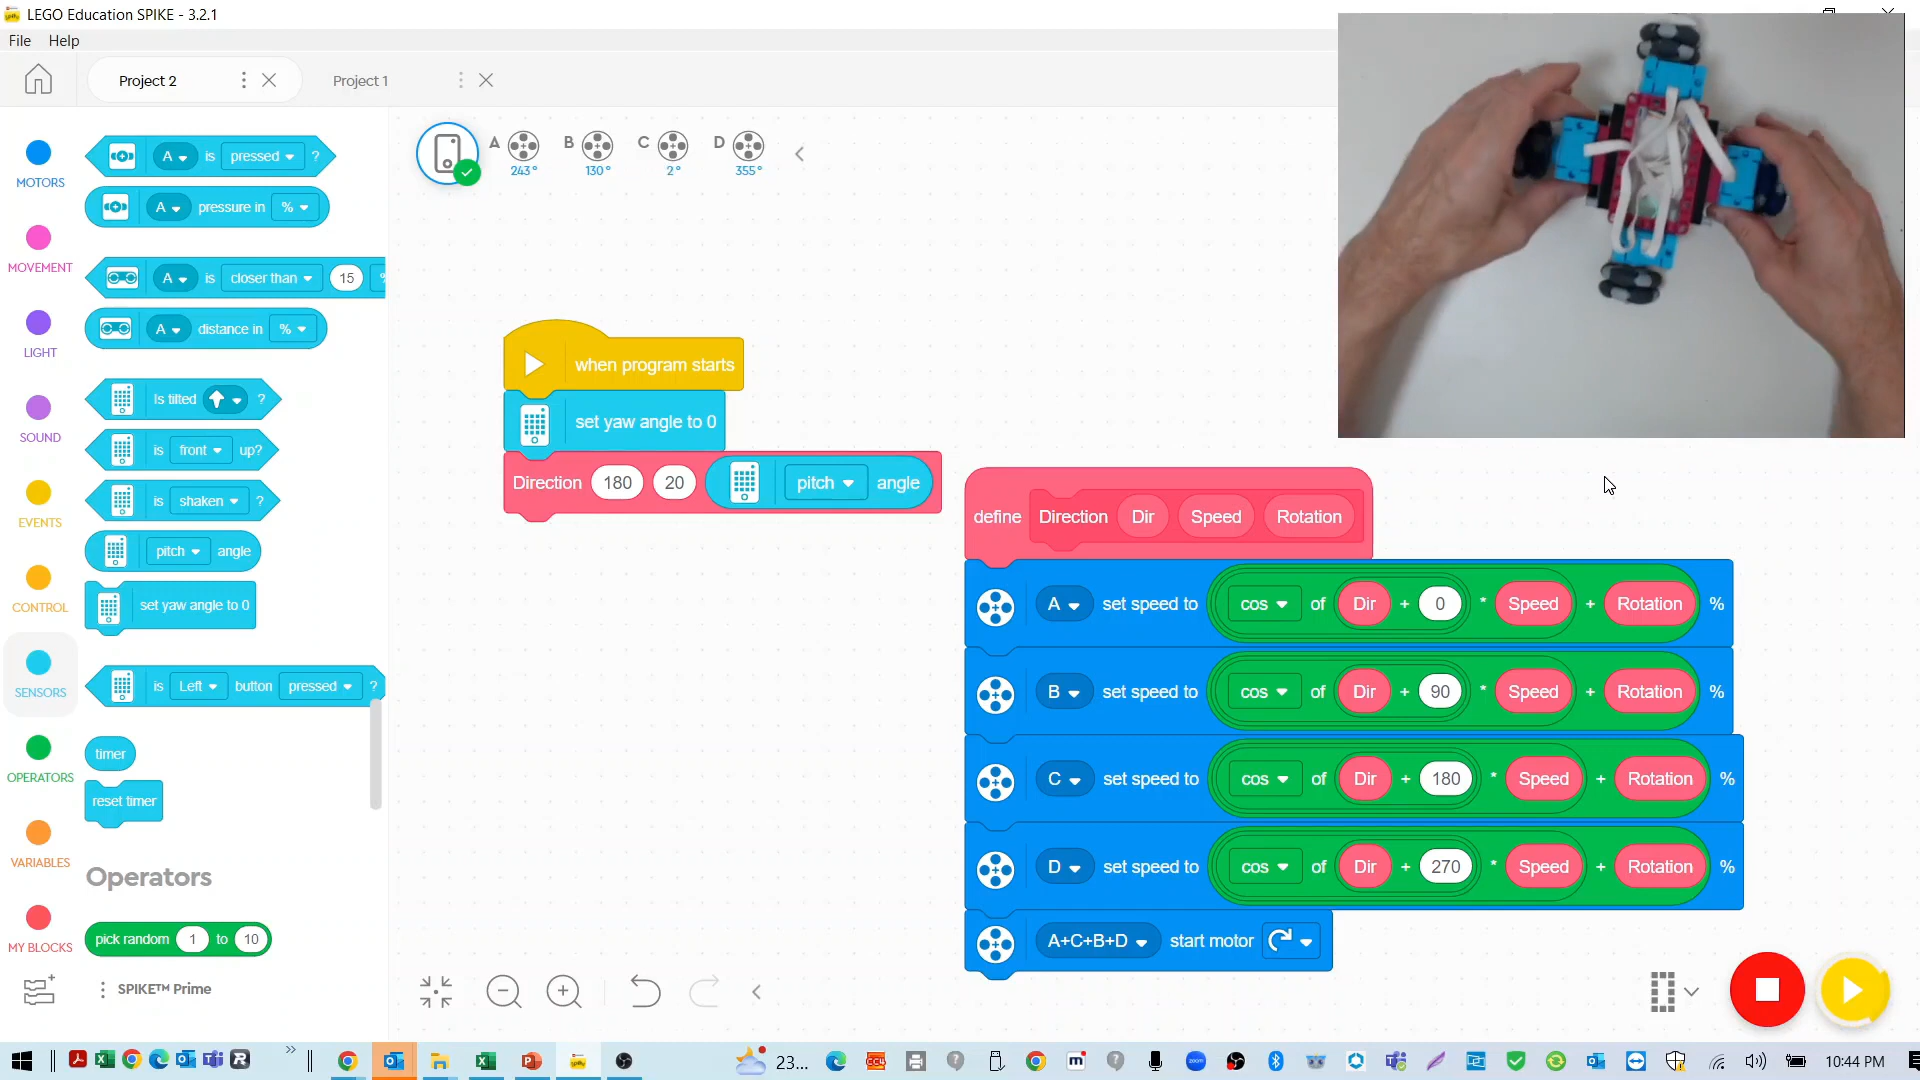 LEGO Education SPIKE - 3.2.1
File Help
Project 2
Project 1
A 243° B 130° C 2° D 355°
MOTORS
MOVEMENT
LIGHT
SOUND
EVENTS
CONTROL
SENSORS
OPERATORS
VARIABLES
MY BLOCKS
A is pressed ?
A pressure in %
A is closer than 15 %
A distance in %
Is tilted ?
is front up?
is shaken ?
pitch angle
set yaw angle to 0
is Left button pressed ?
timer
reset timer
Operators
pick random 1 to 10
SPIKE™ Prime
when program starts
set yaw angle to 0
Direction 180 20 pitch angle
define Direction Dir Speed Rotation
A set speed to cos of Dir + 0 * Speed + Rotation %
B set speed to cos of Dir + 90 * Speed + Rotation %
C set speed to cos of Dir + 180 * Speed + Rotation %
D set speed to cos of Dir + 270 * Speed + Rotation %
A+C+B+D start motor
23... 10:44 PM